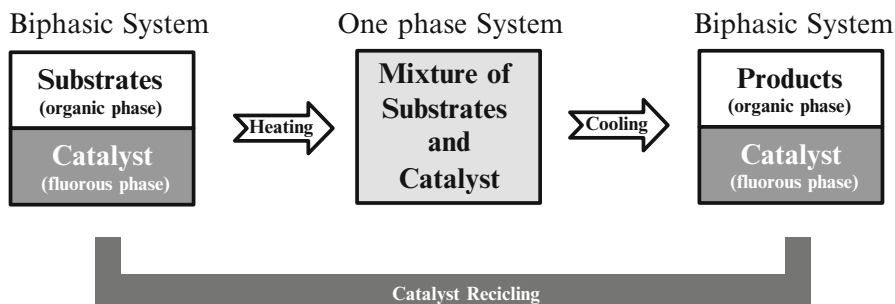 Biphasic System
One phase System
Biphasic System
Substrates
(organic phase)
Catalyst
(fluorous phase)
Heating
Mixture of
Substrates
and
Catalyst
Cooling
Products
(organic phase)
Catalyst
(fluorous phase)
Catalyst Recicling